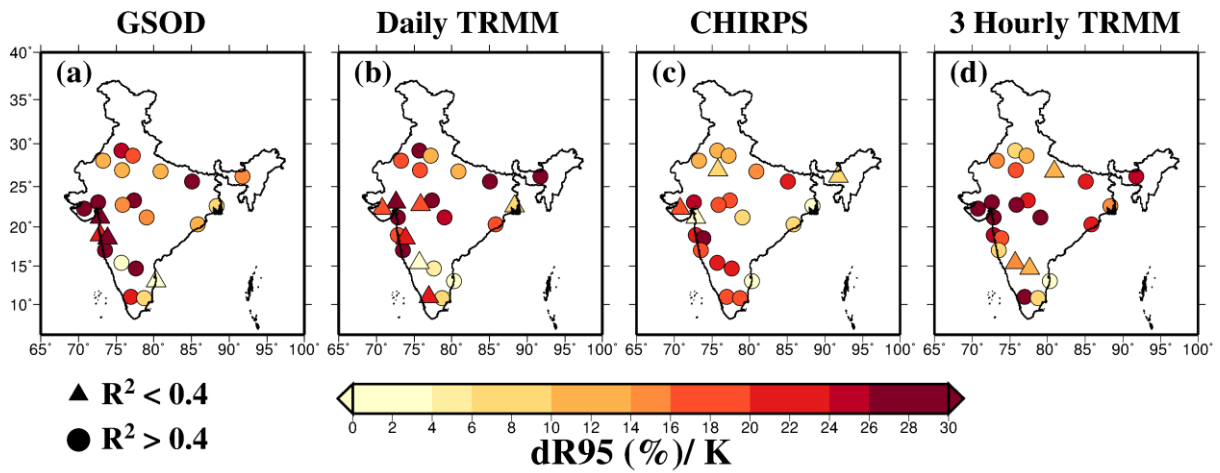 GSOD Daily TRMM CHIRPS 3 Hourly TRMM
(a) (b) (c) (d)
40°
35°
30°
25°
20°
15°
10°
65° 70° 75° 80° 85° 90° 95° 100° 65° 70° 75° 80° 85° 90° 95° 100° 65° 70° 75° 80° 85° 90° 95° 100° 65° 70° 75° 80° 85° 90° 95° 100°
R² < 0.4
R² > 0.4
0 2 4 6 8 10 12 14 16 20 22 24 26 28 30
dR95 (%)/ K